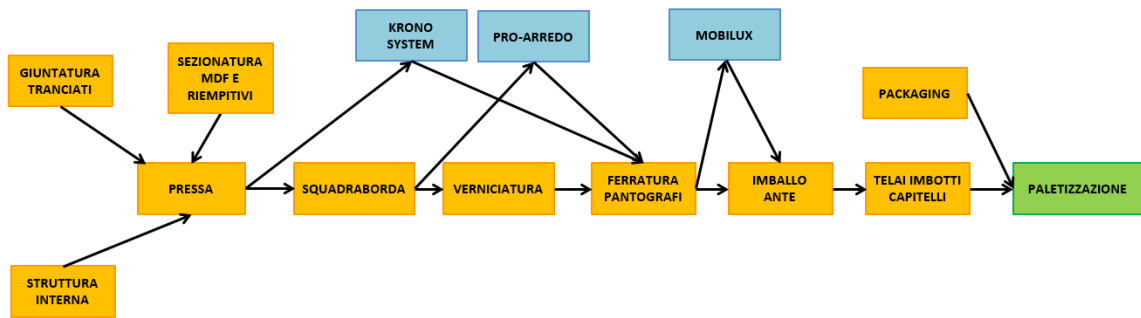 KRONO
SYSTEM
PRO-ARREDO
MOBILUX
GIUNTATURA
TRANCIATI
SEZIONATURA
MDF E
RIEMPITIVI
PACKAGING
PRESSA
SQUADRABORDA
VERNICIATURA
FERRATURA
PANTOGRAFI
IMBALLO
ANTE
TELAI IMBOTTI
CAPITELLI
PALETIZZAZIONE
STRUTTURA
INTERNA